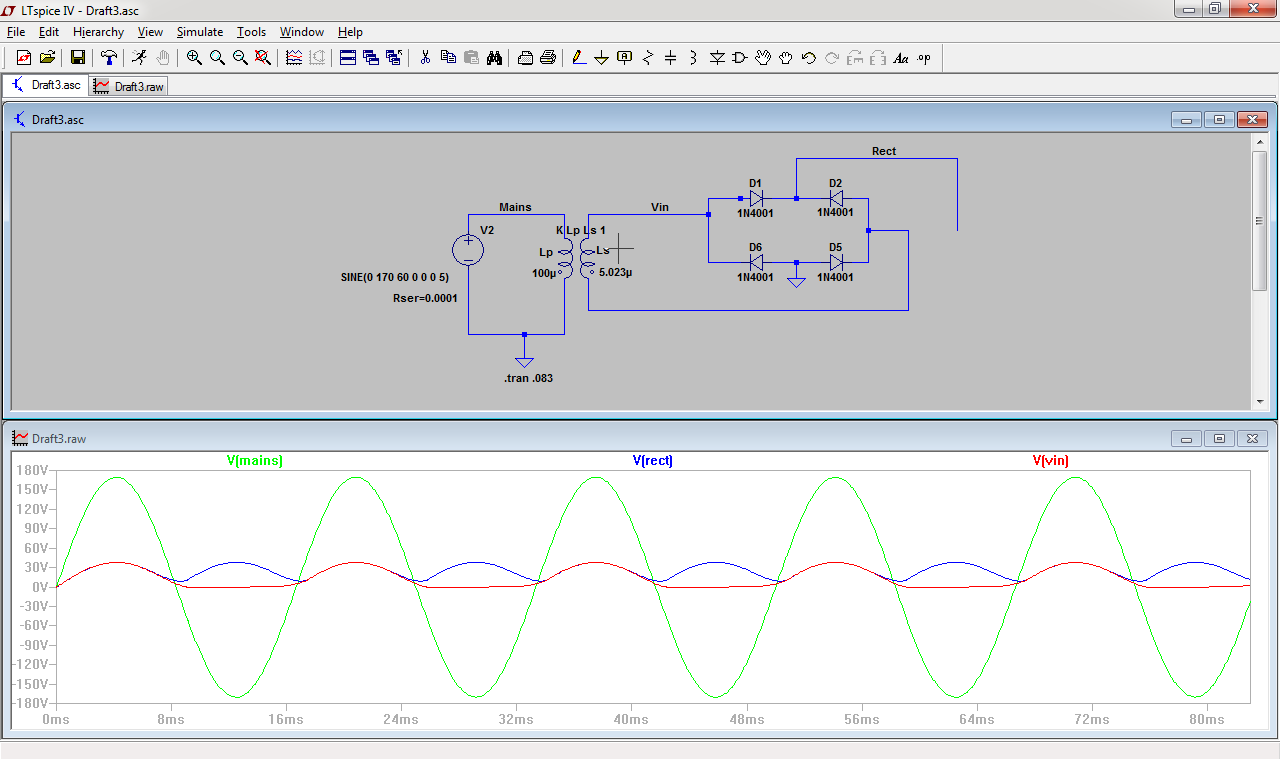 LTspice IV - Draft3.asc
File Edit Hierarchy View Simulate Tools Window Help
Aa .op
Draft3.asc Draft3.raw
Draft3.asc
Rect
D1 D2
1N4001 1N4001
Mains Vin
V2 K Lp Ls 1
Lp Ls
D6 D5
100µ 5.023µ
SINE(0 170 60 0 0 0 5)
1N4001 1N4001
Rser=0.0001
.tran .083
Draft3.raw
V(mains) V(rect) V(vin)
180V
150V
120V
90V
60V
30V
0V
-30V
-60V
-90V
-120V
-150V
-180V
0ms 8ms 16ms 24ms 32ms 40ms 48ms 56ms 64ms 72ms 80ms